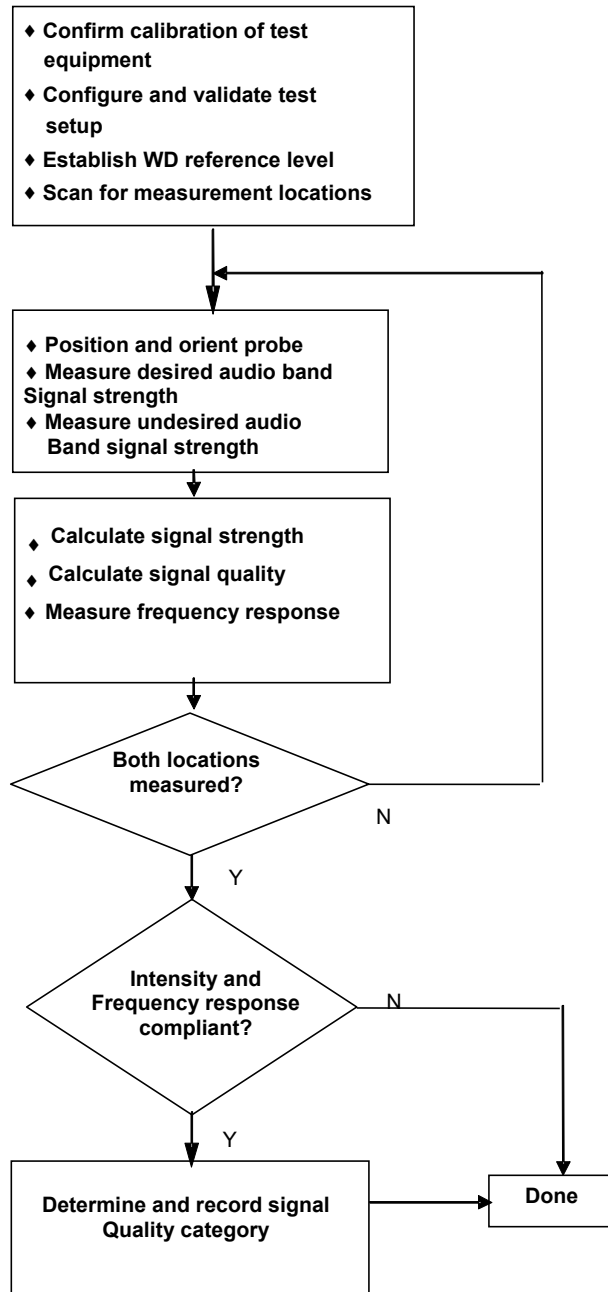 ♦ Confirm calibration of test
equipment
♦ Configure and validate test
setup
♦ Establish WD reference level
♦ Scan for measurement locations
♦ Position and orient probe
♦ Measure desired audio band
Signal strength
♦ Measure undesired audio
Band signal strength
♦ Calculate signal strength
♦ Calculate signal quality
♦ Measure frequency response
Both locations
measured?
N
Y
Intensity and
Frequency response
compliant?
N
Y
Determine and record signal
Quality category
Done